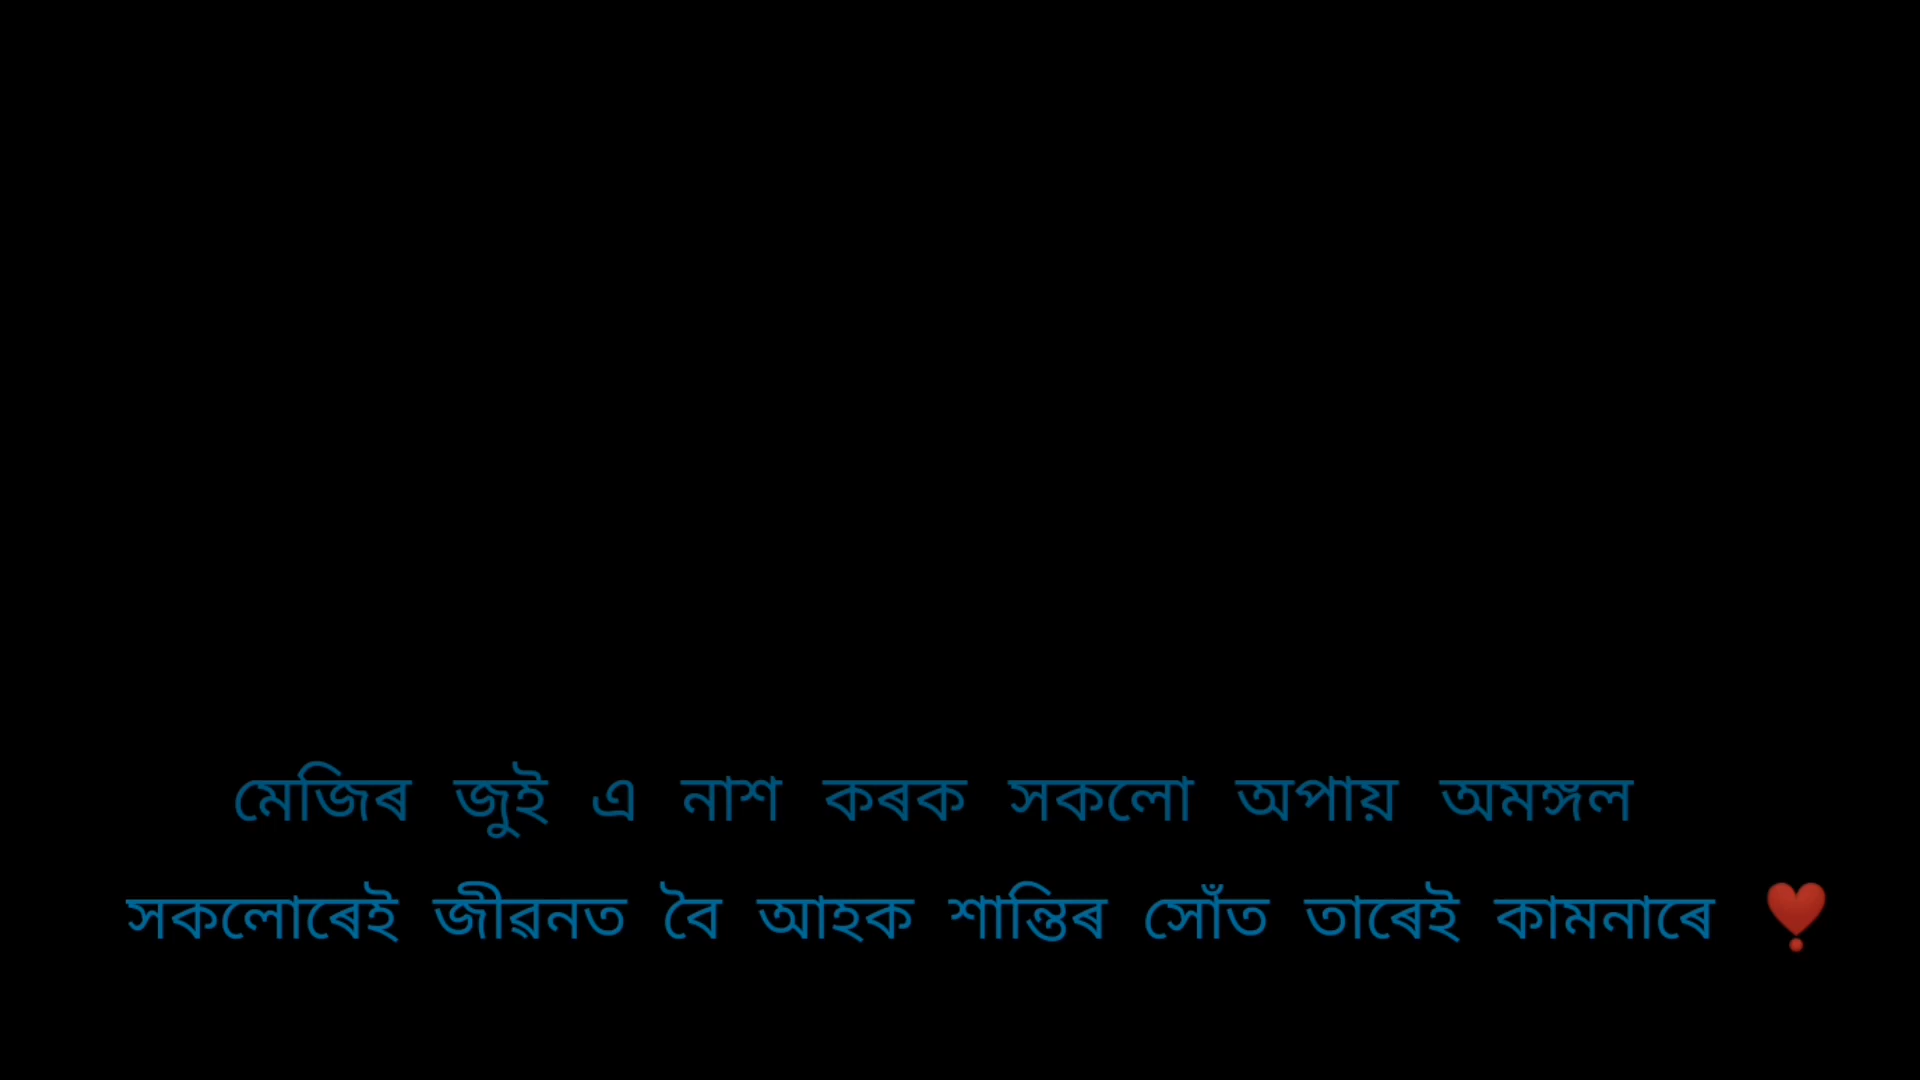 মেজিৰ জুই এ নাশ কৰক সকলো অপায় অমঙ্গল
সকলোৰেই জীৱনত বৈ আহক শান্তিৰ সোঁত তাৰেই কামনাৰে ❣️